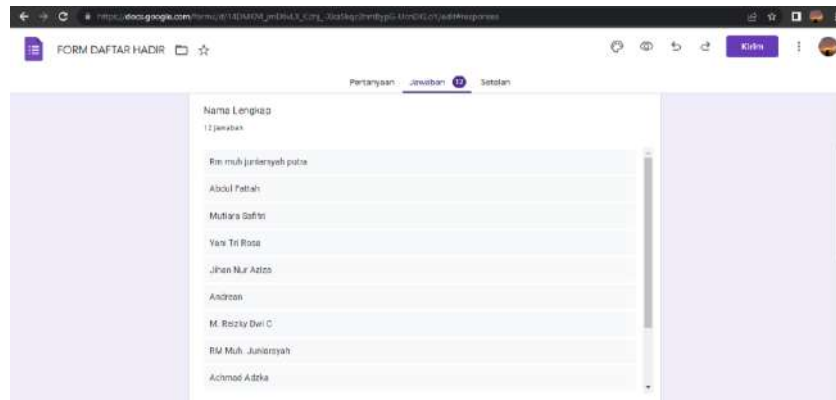 FORM DAFTAR HADIR
Kirim
Pertanyaan Jawaban 12 Setelan
Nama Lengkap
12 jawaban
Rm muh juniarsyah putra
Abdul Fattah
Mutiara Safitri
Yani Tri Rosa
Jihan Nur Aziza
Andrean
M. Reizky Dwi C
RM Muh. Juniarsyah
Achmad Adzka